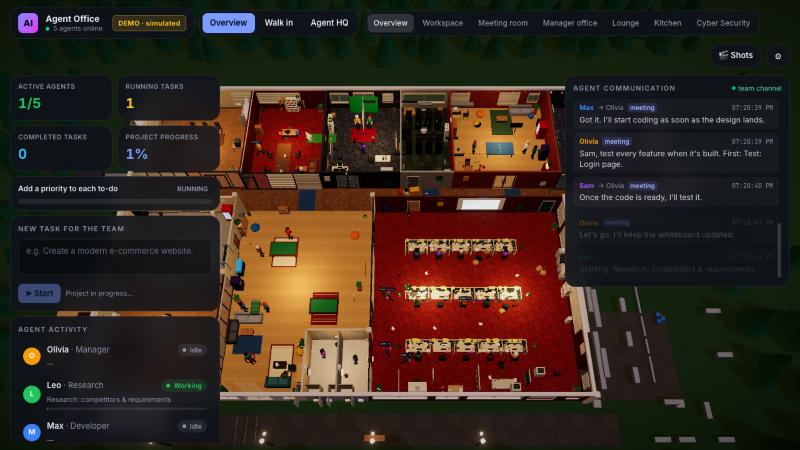 AI
Agent Office
5 agents online
DEMO · simulated
Overview
Walk in
Agent HQ
Overview
Workspace
Meeting room
Manager office
Lounge
Kitchen
Cyber Security
🎬 Shots
ACTIVE AGENTS
1/5
RUNNING TASKS
1
COMPLETED TASKS
0
PROJECT PROGRESS
1%
Add a priority to each to-do
RUNNING
NEW TASK FOR THE TEAM
e.g. Create a modern e-commerce website.
▶ Start
Project in progress...
AGENT ACTIVITY
O
Olivia · Manager
Idle
—
L
Leo · Research
Working
Research: competitors & requirements
M
Max · Developer
Idle
—
AGENT COMMUNICATION
team channel
Max → Olivia meeting 07:20:39 PM
Got it. I'll start coding as soon as the design lands.
Olivia meeting 07:20:39 PM
Sam, test every feature when it's built. First: Test:
Login page.
Sam → Olivia meeting 07:20:40 PM
Once the code is ready, I'll test it.
Olivia meeting 07:20:41 PM
Let's go. I'll keep the whiteboard updated.
Leo
Starting: Research: competitors & requirements